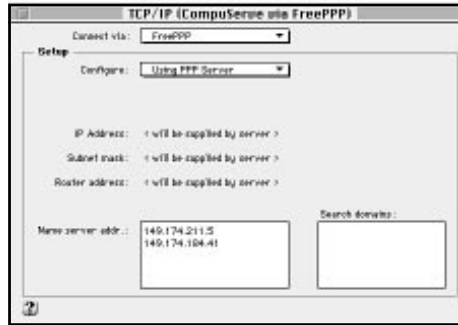 TCP/IP (CompuServe via FreePPP)
Connect via: FreePPP
Setup
Configure: Using PPP Server
IP Address: < will be supplied by server >
Subnet mask: < will be supplied by server >
Router address: < will be supplied by server >
Search domains:
Name server addr.: 149.174.211.5
149.174.184.41
?